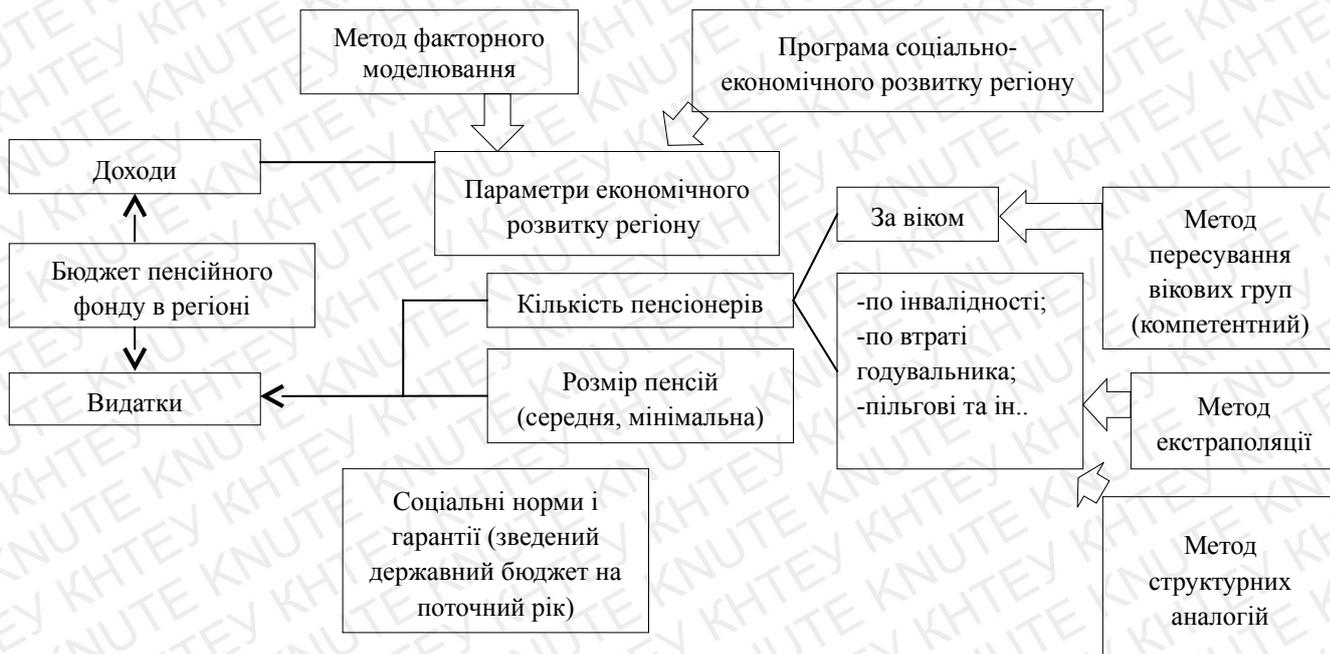 Метод факторного
моделювання
Програма соціально-
економічного розвитку регіону
Доходи
Параметри економічного
розвитку регіону
За віком
Метод
пересування
вікових груп
(компетентний)
Бюджет пенсійного
фонду в регіоні
Кількість пенсіонерів
-по інвалідності;
-по втраті
годувальника;
-пільгові та ін..
Видатки
Розмір пенсій
(середня, мінімальна)
Метод
екстраполяції
Соціальні норми і
гарантії (зведений
державний бюджет на
поточний рік)
Метод
структурних
аналогій